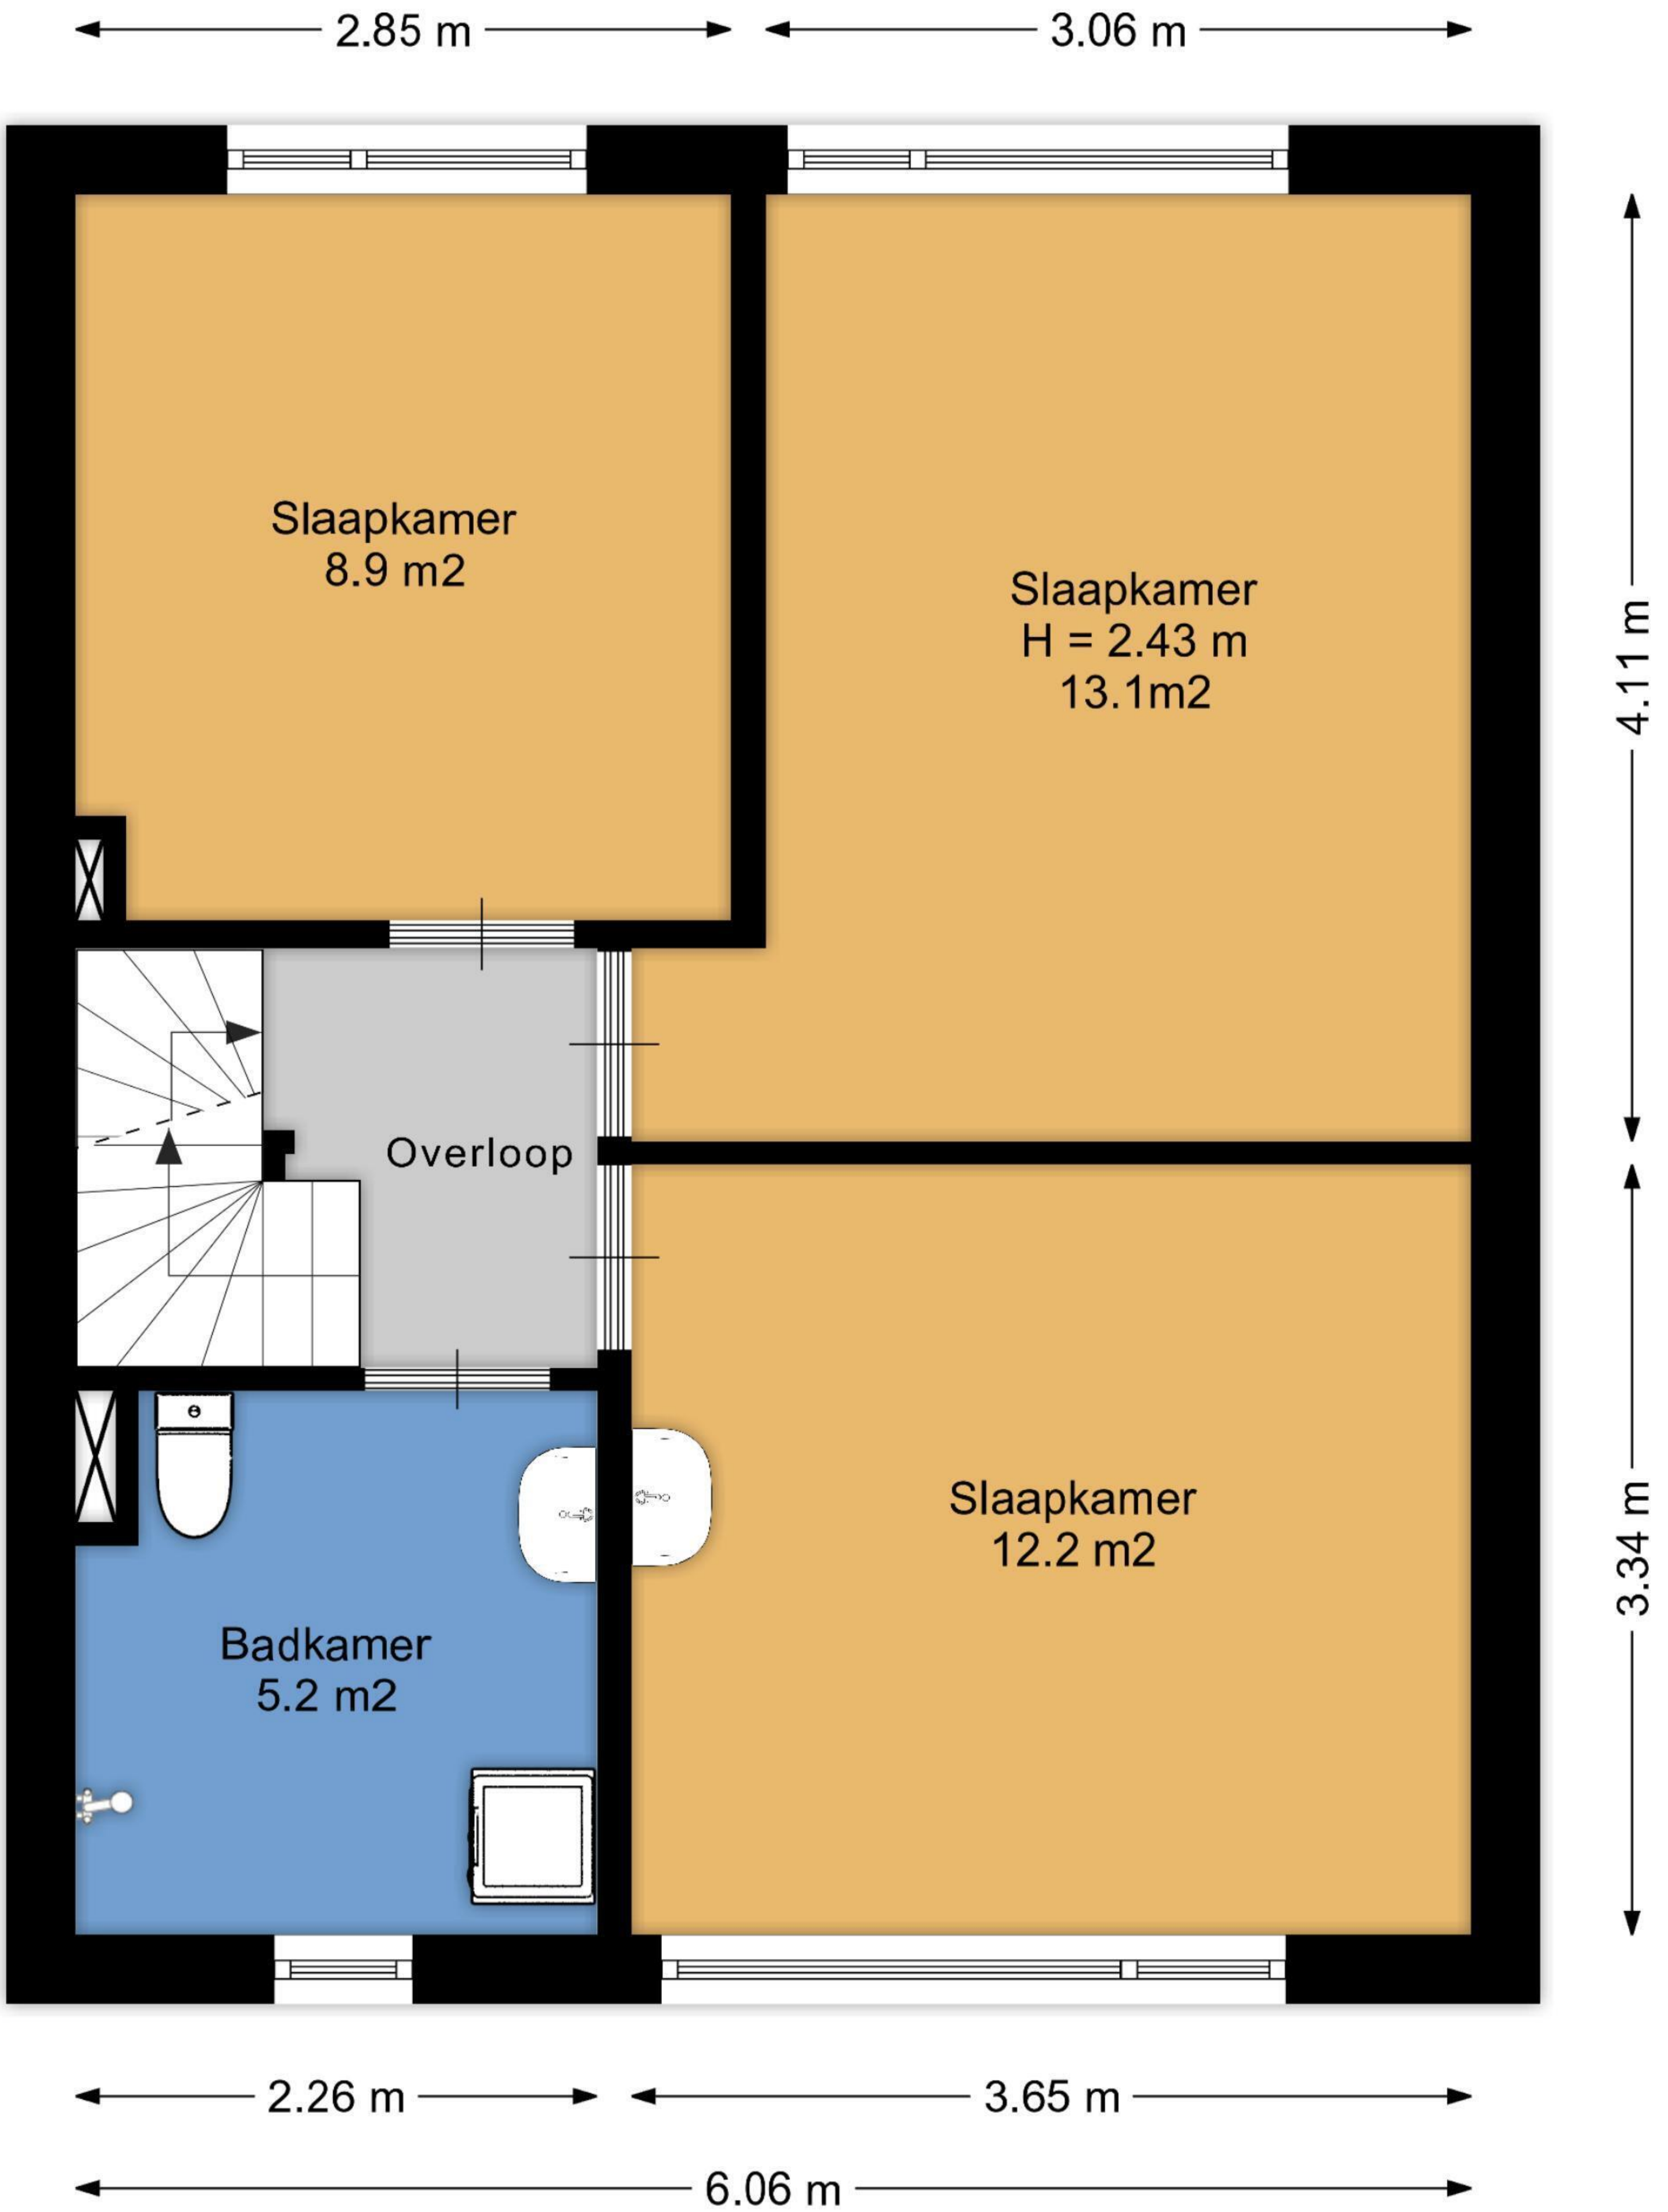 2.85 m
3.06 m
Slaapkamer
8.9 m2
Slaapkamer
H = 2.43 m
13.1m2
4.11 m
Overloop
Slaapkamer
12.2 m2
3.34 m
Badkamer
5.2 m2
2.26 m
3.65 m
6.06 m